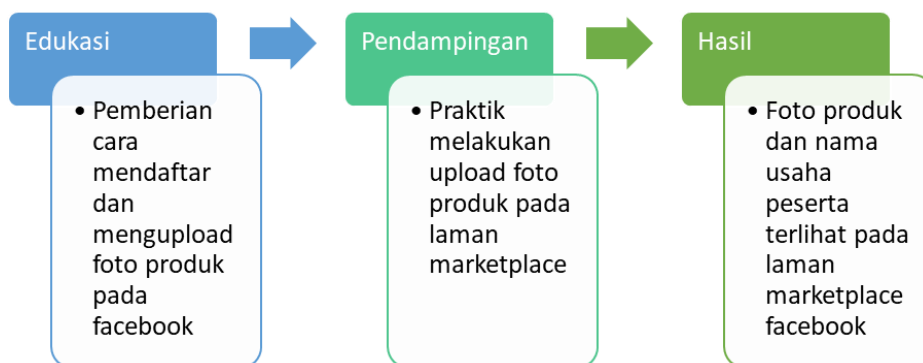 Edukasi
• Pemberian
cara
mendaftar
dan
mengupload
foto produk
pada
facebook
Pendampingan
• Praktik
melakukan
upload foto
produk pada
laman
marketplace
Hasil
• Foto produk
dan nama
usaha
peserta
terlihat pada
laman
marketplace
facebook